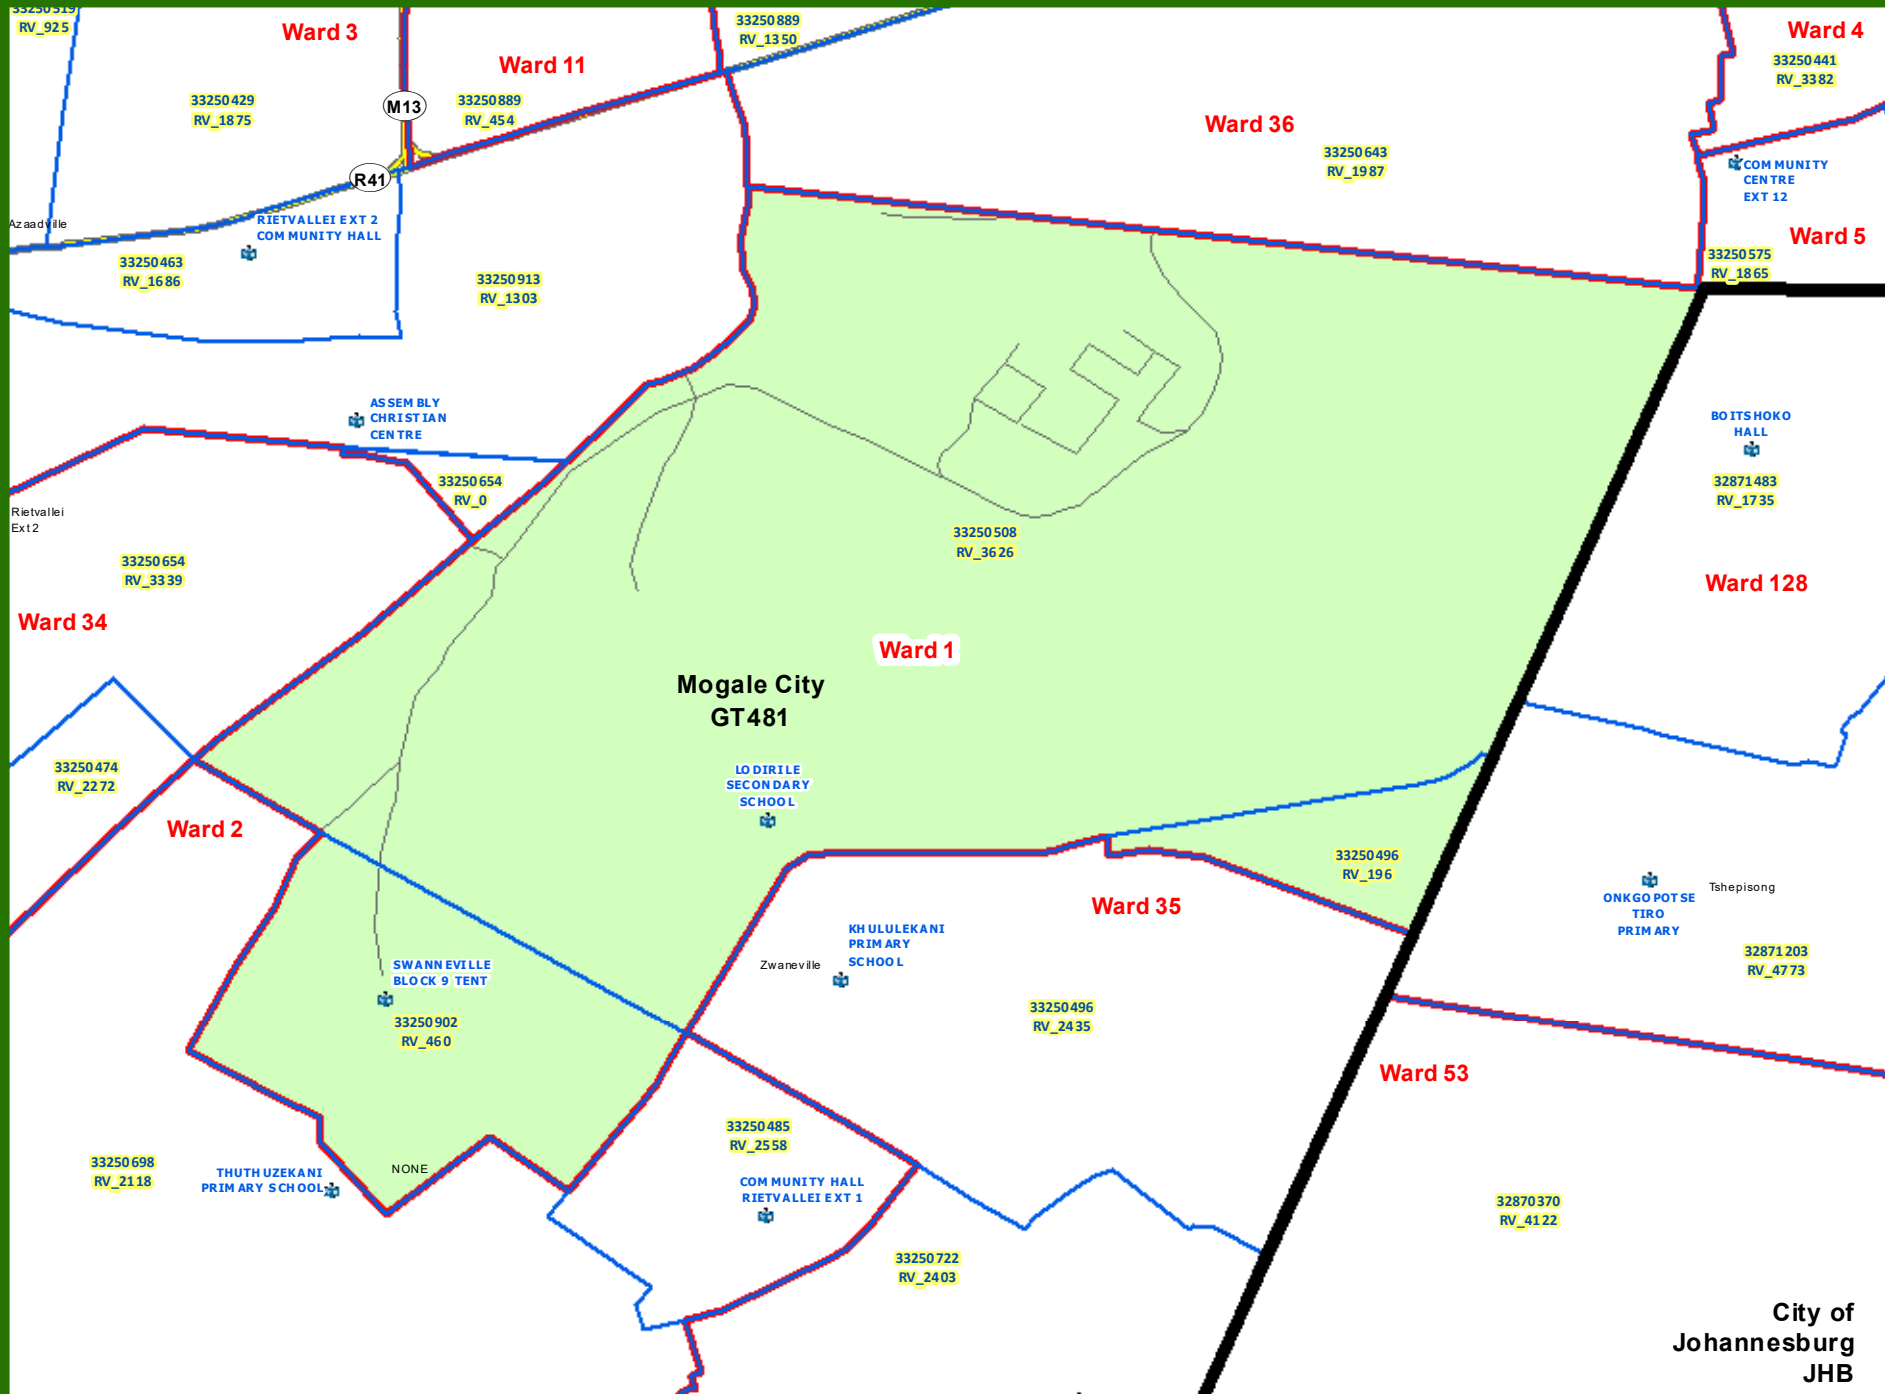 33250519
RV_925
Ward 3
33250889
RV_1350
Ward 4
33250441
RV_3382
Ward 11
33250429
RV_1875
M13
33250889
RV_454
Ward 36
33250643
RV_1987
COMMUNITY
CENTRE
EXT 12
R41
Azaadville
RIETVALLEI EXT 2
COMMUNITY HALL
Ward 5
33250463
RV_1686
33250913
RV_1303
33250575
RV_1865
ASSEMBLY
CHRISTIAN
CENTRE
BOITSHOKO
HALL
33250654
RV_0
32871483
RV_1735
Rietvallei
Ext 2
33250508
RV_3626
33250654
RV_3339
Ward 128
Ward 34
Ward 1
Mogale City
GT481
33250474
RV_2272
LODIRILE
SECONDARY
SCHOOL
Ward 2
33250496
RV_196
Tshepisong
ONKGOPOTSE
TIRO
PRIMARY
Ward 35
KHULULEKANI
PRIMARY
SCHOOL
Zwaneville
32871203
RV_4773
SWANNEVILLE
BLOCK 9 TENT
33250902
RV_460
33250496
RV_2435
Ward 53
33250485
RV_2558
33250698
RV_2118
THUTHUZEKANI
PRIMARY SCHOOL
NONE
COMMUNITY HALL
RIETVALLEI EXT 1
32870370
RV_4122
33250722
RV_2403
City of
Johannesburg
JHB